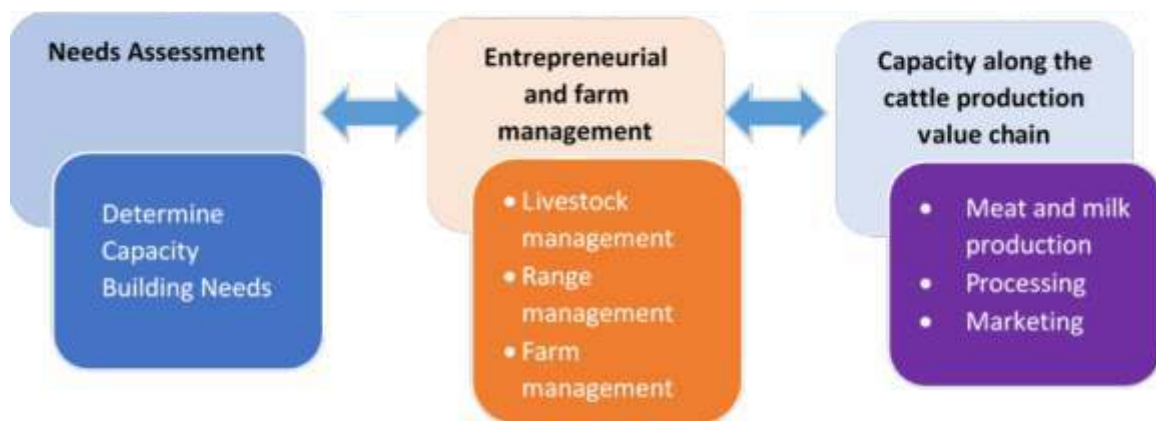 Needs Assessment
Determine
Capacity
Building Needs
Entrepreneurial
and farm
management
• Livestock
management
• Range
management
• Farm
management
Capacity along the
cattle production
value chain
• Meat and milk
production
• Processing
• Marketing